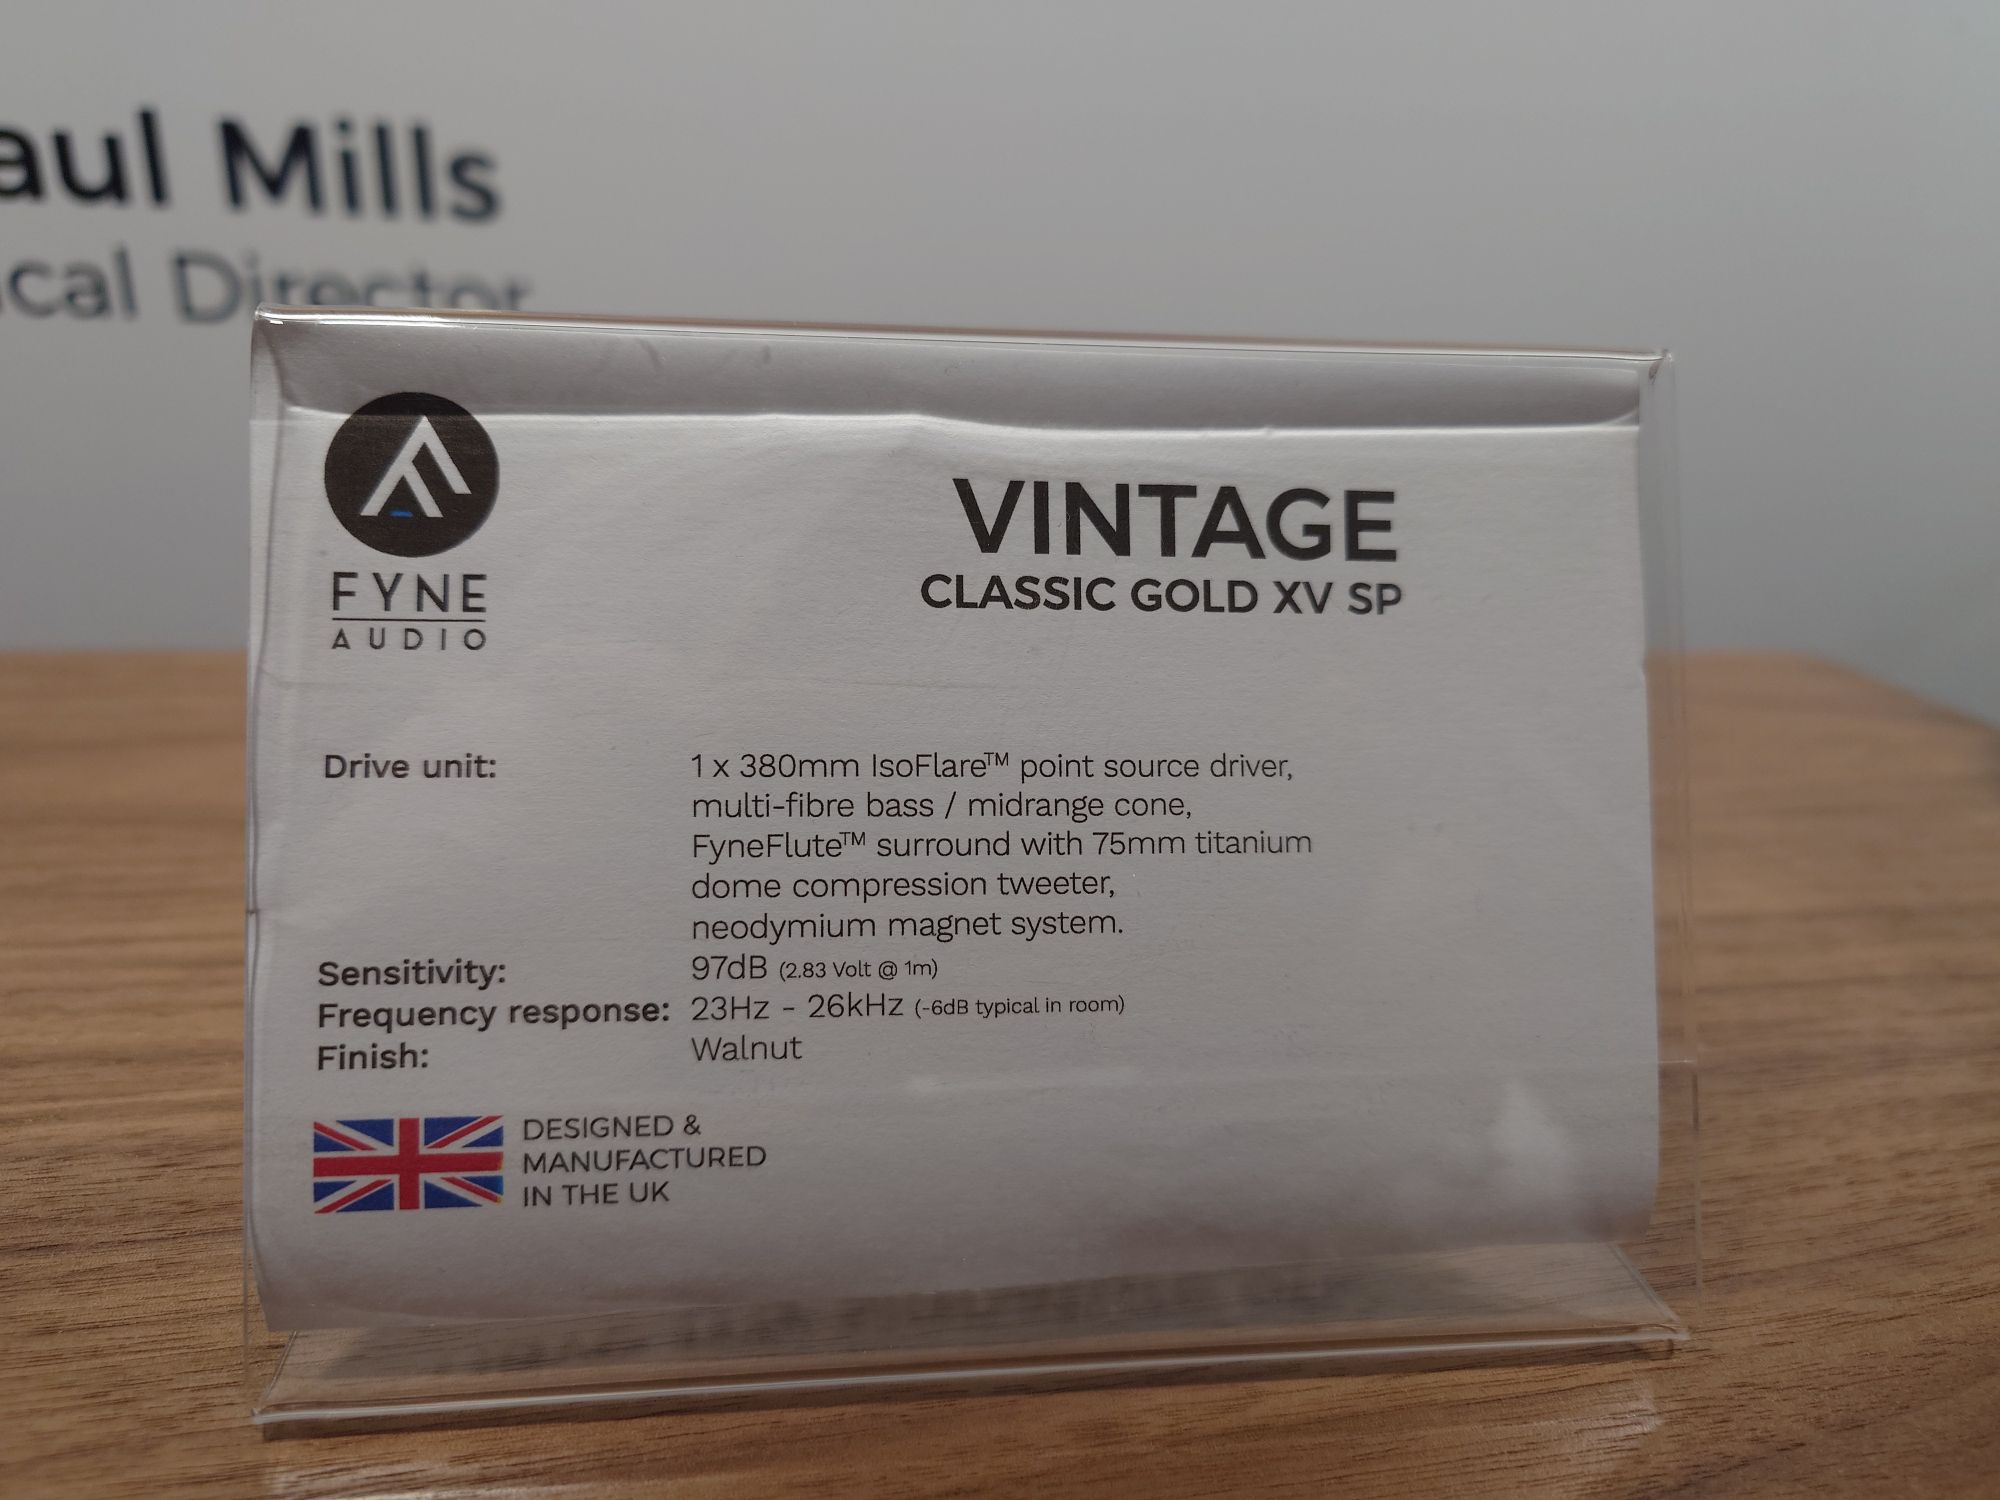 aul Mills
cal Director
FYNE
AUDIO
VINTAGE
CLASSIC GOLD XV SP
Drive unit: 1 x 380mm IsoFlare™ point source driver,
multi-fibre bass / midrange cone,
FyneFlute™ surround with 75mm titanium
dome compression tweeter,
neodymium magnet system.
Sensitivity: 97dB (2.83 Volt @ 1m)
Frequency response: 23Hz - 26kHz (-6dB typical in room)
Finish: Walnut
DESIGNED &
MANUFACTURED
IN THE UK